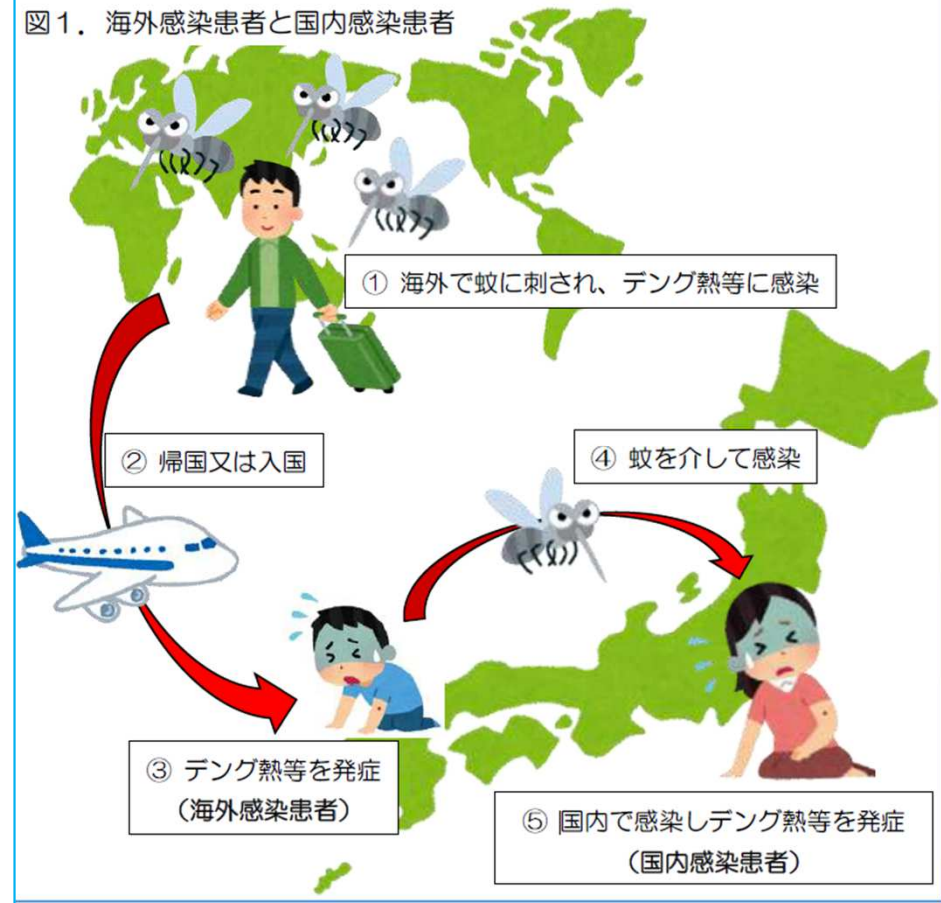 図１．海外感染患者と国内感染患者
① 海外で蚊に刺され、デング熱等に感染
② 帰国又は入国
④ 蚊を介して感染
③ デング熱等を発症
（海外感染患者）
⑤ 国内で感染しデング熱等を発症
（国内感染患者）